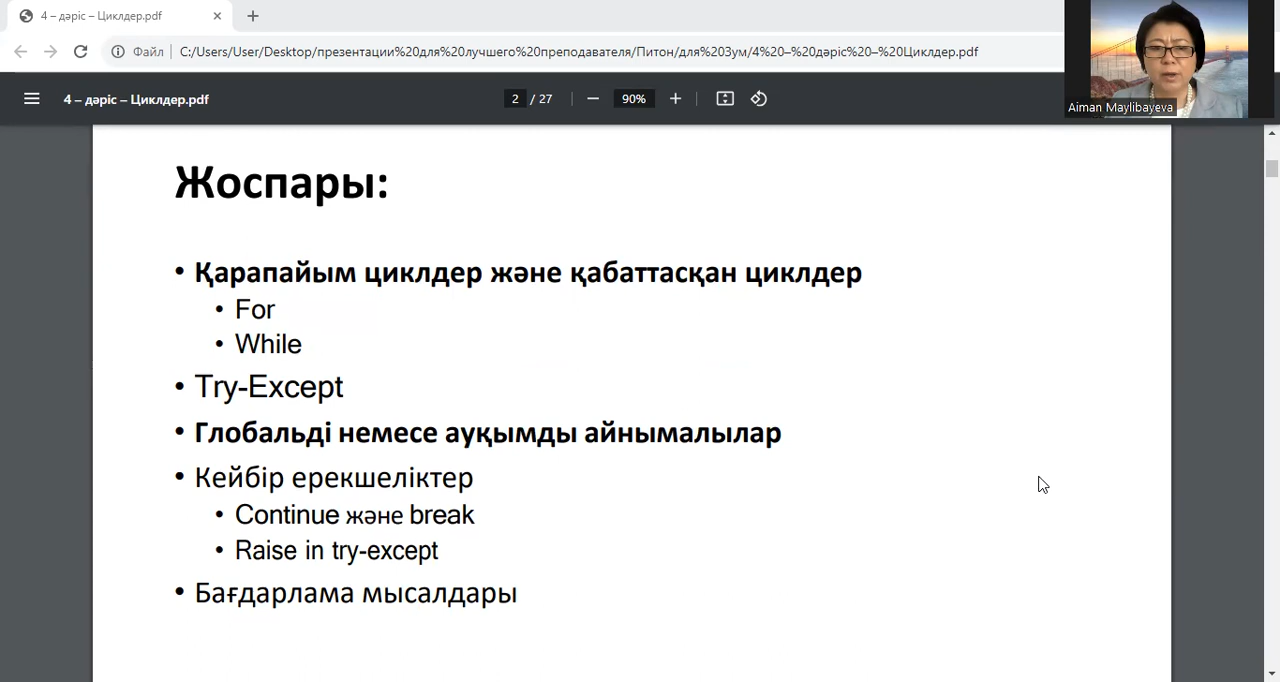 4 – дәріс – Циклдер.pdf
Файл
C:/Users/User/Desktop/презентации%20для%20лучшего%20преподавателя/Питон/для%20Зум/4%20–%20дәріс%20–%20Циклдер.pdf
4 – дәріс – Циклдер.pdf
2 / 27
90%
Aiman Maylibayeva
Жоспары:
• Қарапайым циклдер және қабаттасқан циклдер
• For
• While
• Try-Except
• Глобальді немесе ауқымды айнымалылар
• Кейбір ерекшеліктер
• Continue және break
• Raise in try-except
• Бағдарлама мысалдары